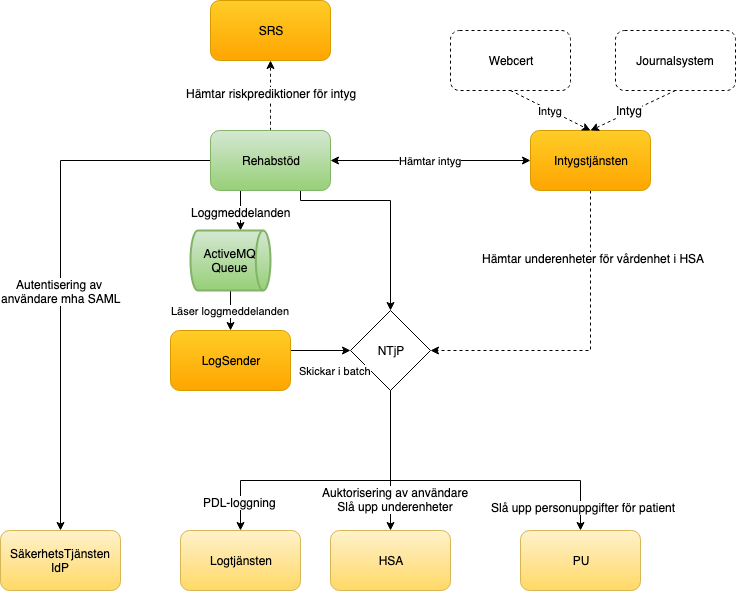 SRS
Webcert
Journalsystem
Hämtar riskprediktioner för intyg
Intyg
Intyg
Rehabstöd
Hämtar intyg
Intygstjänsten
Loggmeddelanden
ActiveMQ
Queue
Hämtar underenheter för vårdenhet i HSA
Autentisering av
användare mha SAML
Läser loggmeddelanden
LogSender
NTjP
Skickar i batch
PDL-loggning
Auktorisering av användare
Slå upp underenheter
Slå upp personuppgifter för patient
SäkerhetsTjänsten
IdP
Logtjänsten
HSA
PU